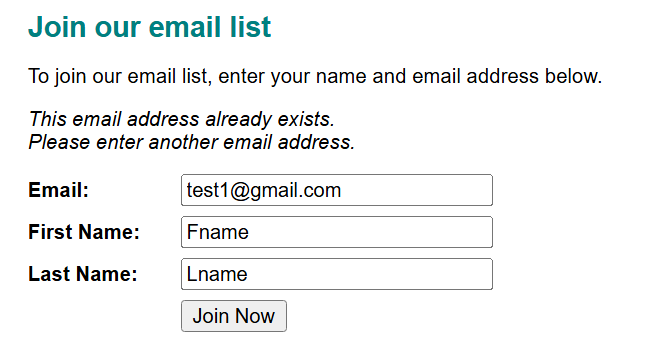 Join our email list
To join our email list, enter your name and email address below.
This email address already exists.
Please enter another email address.
Email: test1@gmail.com
First Name: Fname
Last Name: Lname
Join Now